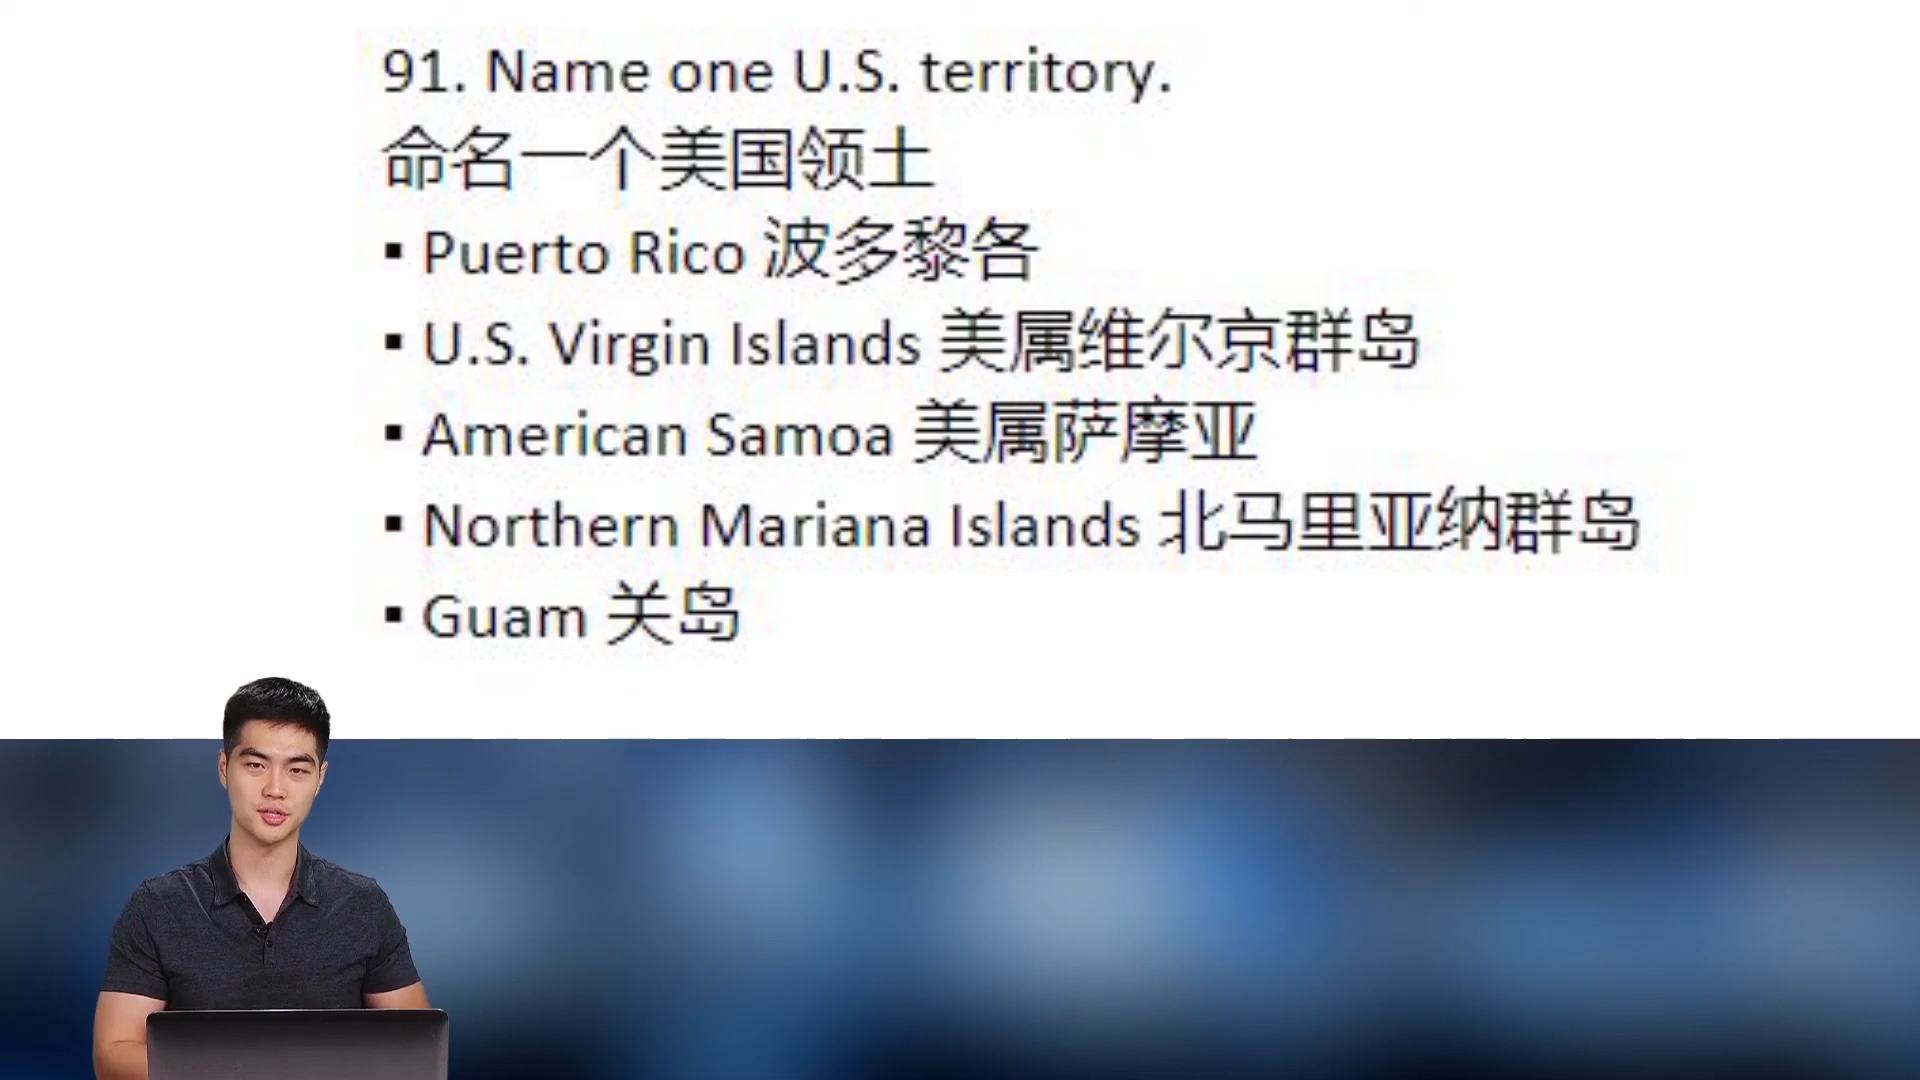 91. Name one U.S. territory.
命名一个美国领土
▪ Puerto Rico 波多黎各
▪ U.S. Virgin Islands 美属维尔京群岛
▪ American Samoa 美属萨摩亚
▪ Northern Mariana Islands 北马里亚纳群岛
▪ Guam 关岛